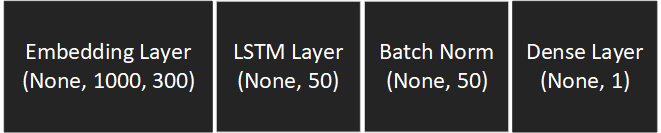 Embedding Layer
(None, 1000, 300)
LSTM Layer
(None, 50)
Batch Norm
(None, 50)
Dense Layer
(None, 1)